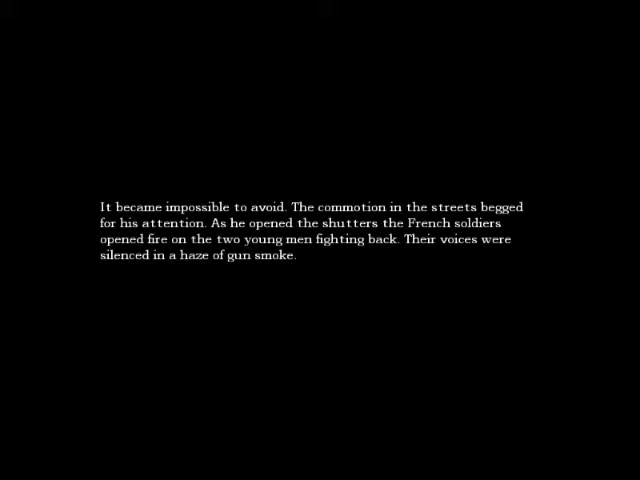 It became impossible to avoid. The commotion in the streets begged
for his attention. As he opened the shutters the French soldiers
opened fire on the two young men fighting back. Their voices were
silenced in a haze of gun smoke.